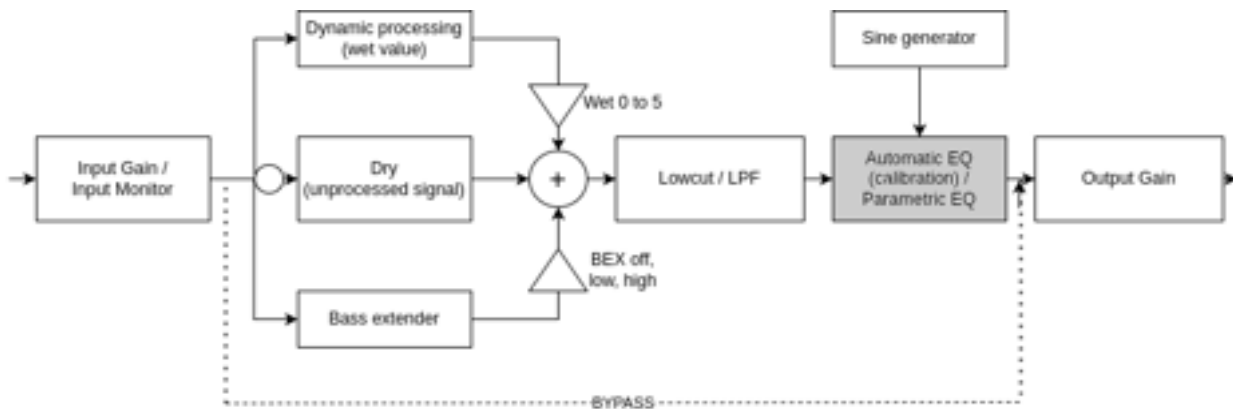 Dynamic processing
(wet value)
Sine generator
Wet 0 to 5
Input Gain /
Input Monitor
Dry
(unprocessed signal)
+
Lowcut / LPF
Automatic EQ
(calibration) /
Parametric EQ
Output Gain
BEX off,
low, high
Bass extender
BYPASS